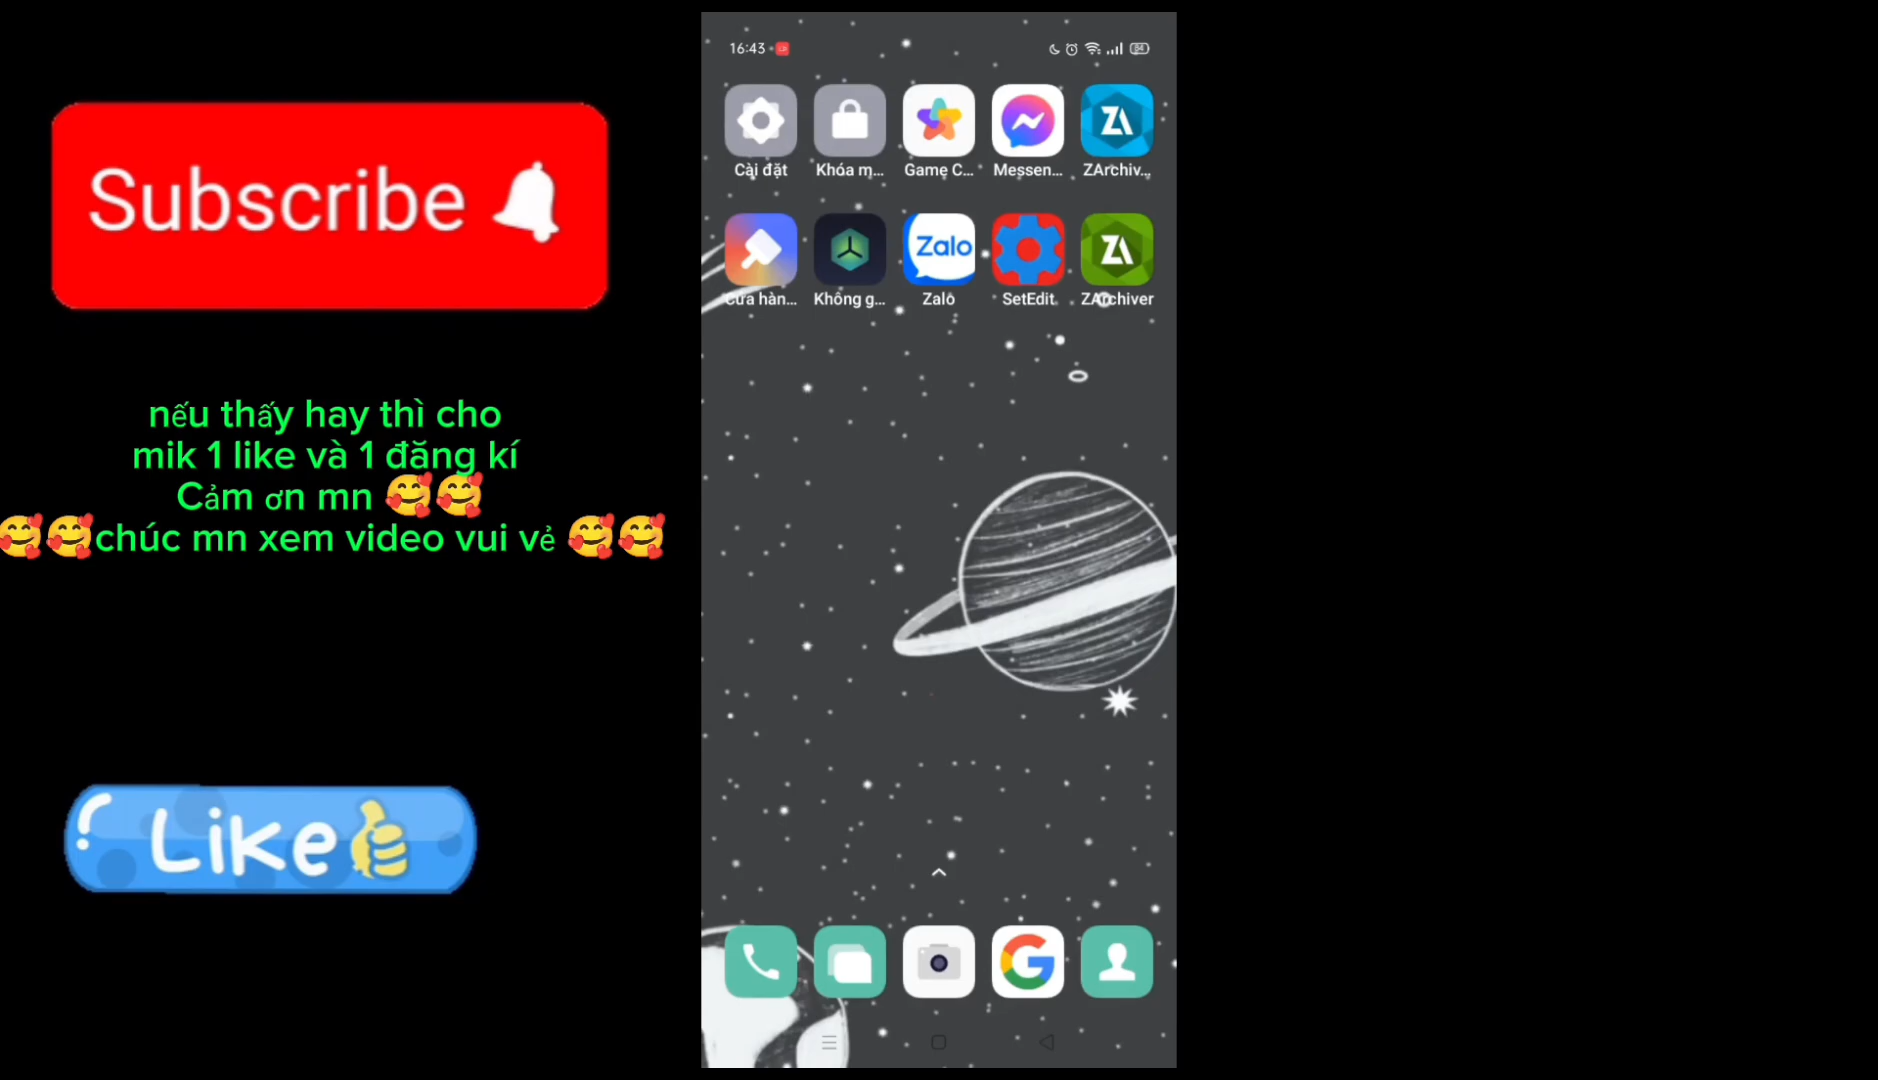 Subscribe
nếu thấy hay thì cho
mik 1 like và 1 đăng kí
Cảm ơn mn 🥰🥰
🥰🥰chúc mn xem video vui vẻ 🥰🥰
Like
16:43
84
Cài đặt
Khóa m...
Game C...
Messen...
ZArchiv...
Zalo
Cửa hàn...
Không g...
Zalo
SetEdit
ZArchiver